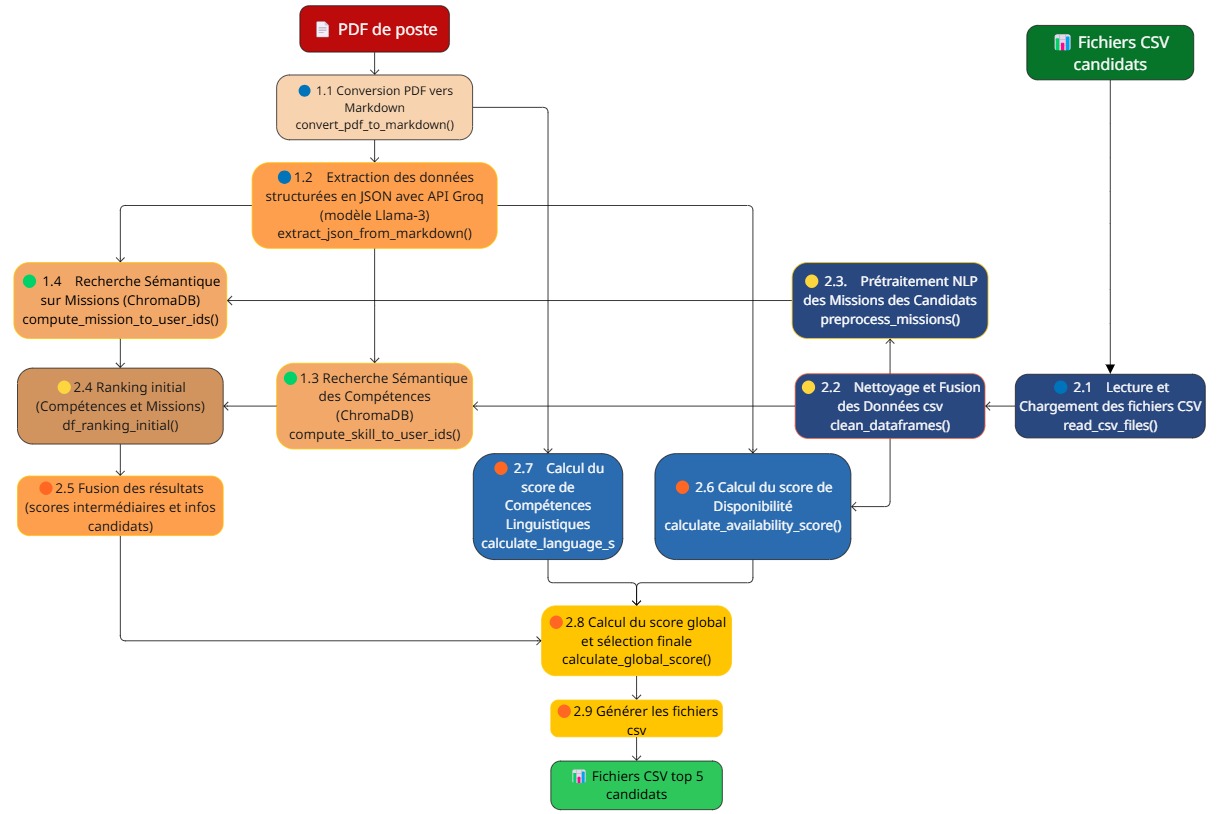 PDF de poste
Fichiers CSV
candidats
1.1 Conversion PDF vers
Markdown
convert_pdf_to_markdown()
1.2 Extraction des données
structurées en JSON avec API Groq
(modèle Llama-3)
extract_json_from_markdown()
1.4 Recherche Sémantique
sur Missions (ChromaDB)
compute_mission_to_user_ids()
2.3. Prétraitement NLP
des Missions des Candidats
preprocess_missions()
2.4 Ranking initial
(Compétences et Missions)
df_ranking_initial()
1.3 Recherche Sémantique
des Compétences
(ChromaDB)
compute_skill_to_user_ids()
2.2 Nettoyage et Fusion
des Données csv
clean_dataframes()
2.1 Lecture et
Chargement des fichiers CSV
read_csv_files()
2.5 Fusion des résultats
(scores intermédiaires et infos
candidats)
2.7 Calcul du
score de
Compétences
Linguistiques
calculate_language_s
2.6 Calcul du score de
Disponibilité
calculate_availability_score()
2.8 Calcul du score global
et sélection finale
calculate_global_score()
2.9 Générer les fichiers
csv
Fichiers CSV top 5
candidats